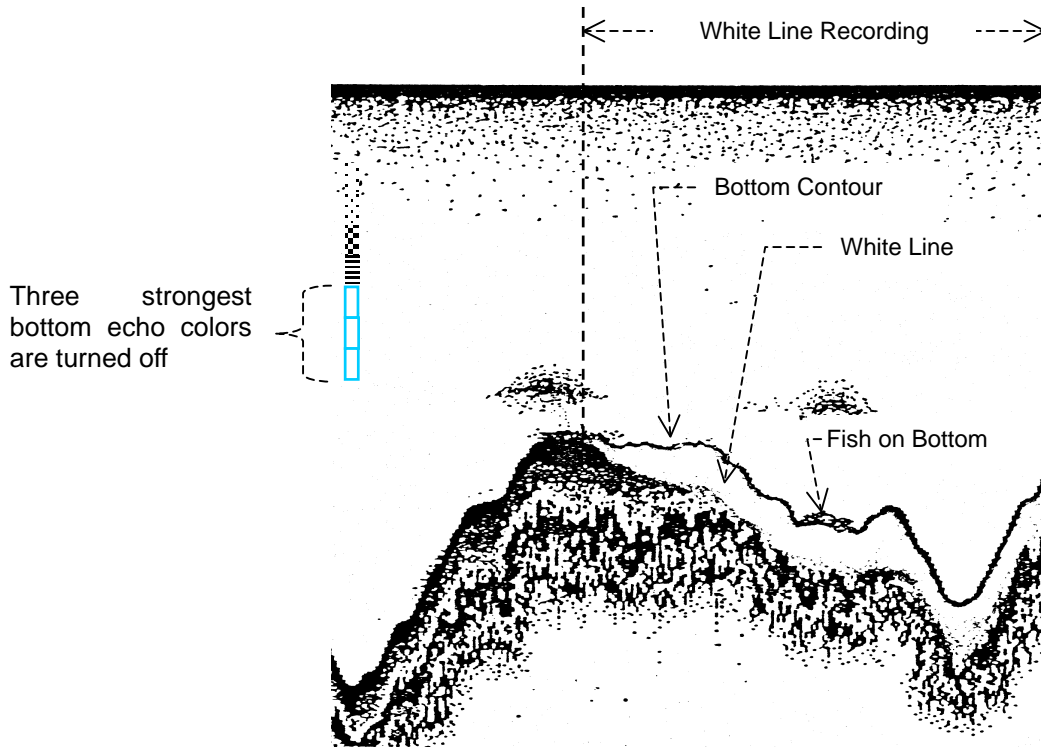 White Line Recording
Bottom Contour
White Line
Three strongest
bottom echo colors
are turned off
Fish on Bottom